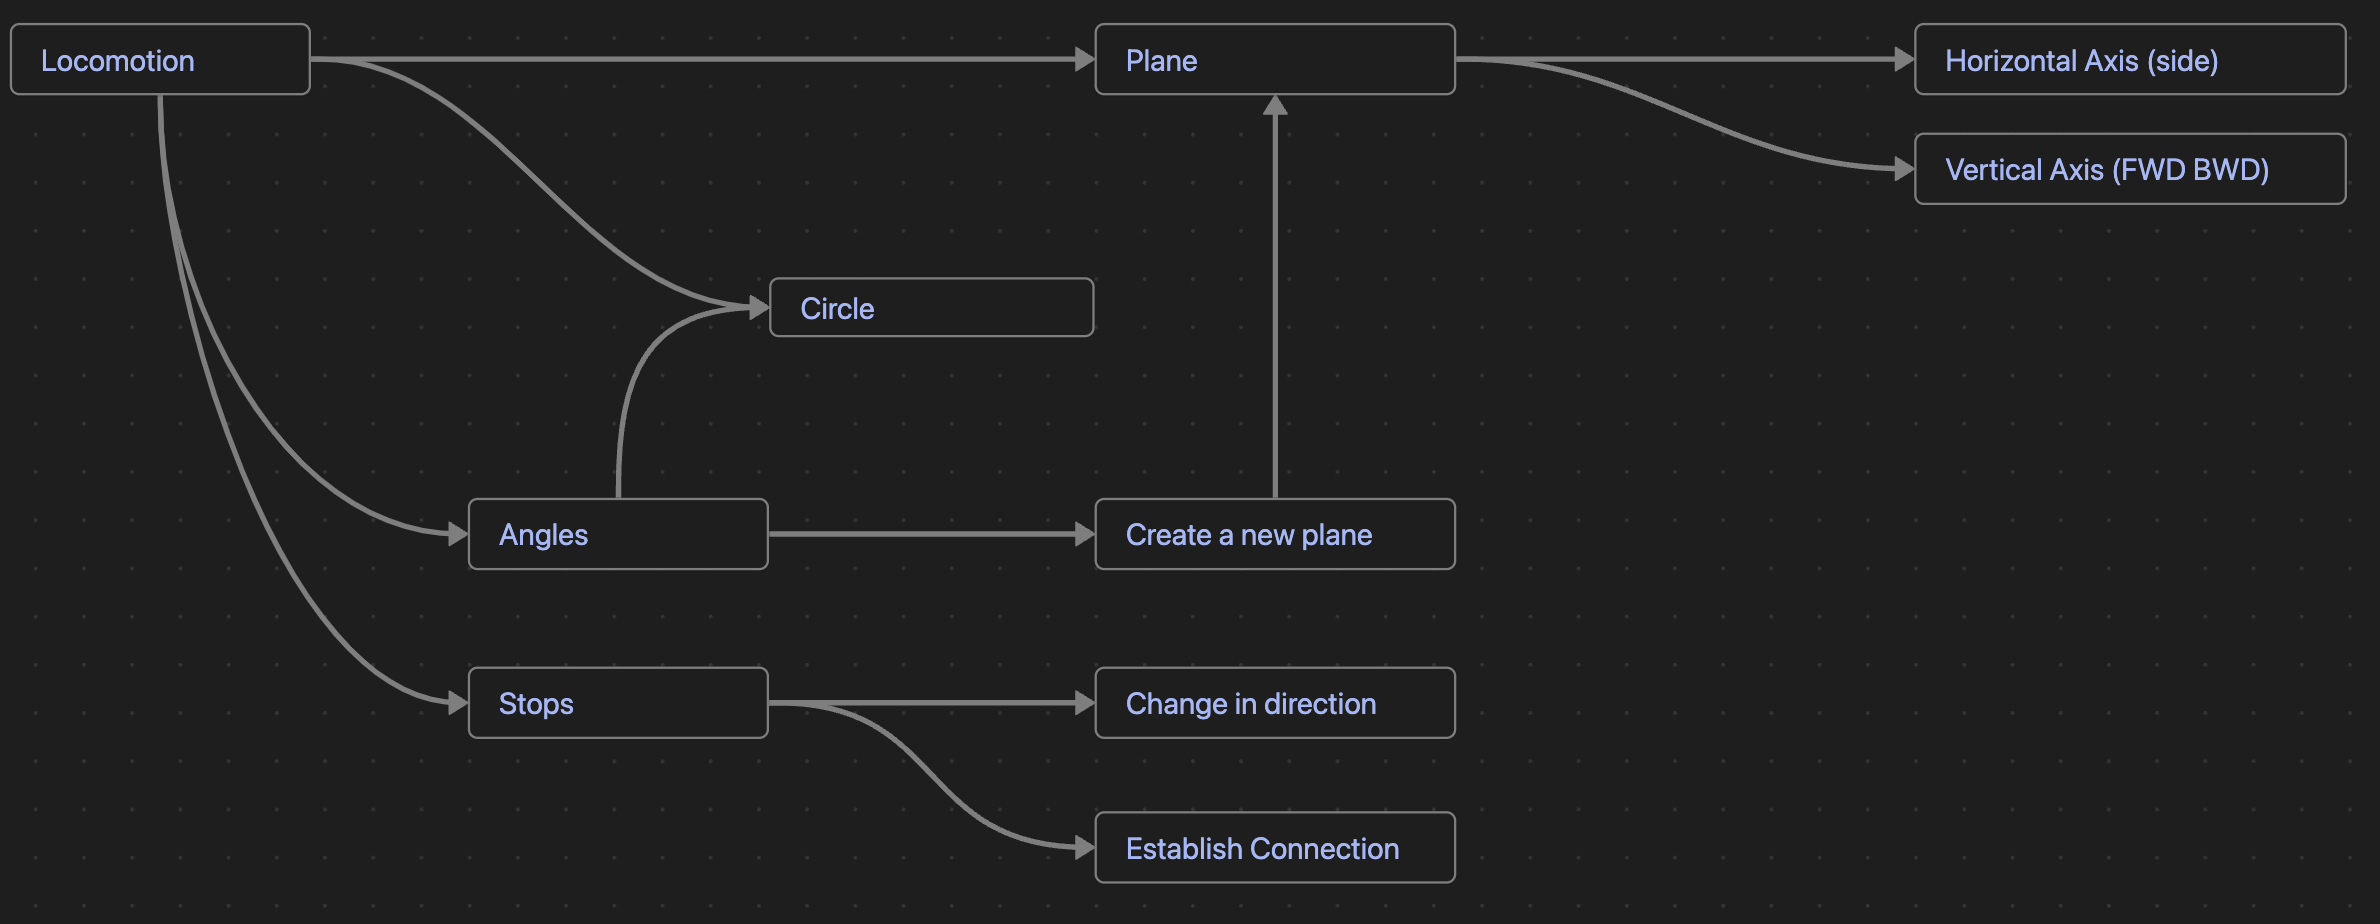 Locomotion
Plane
Horizontal Axis (side)
Vertical Axis (FWD BWD)
Circle
Angles
Create a new plane
Stops
Change in direction
Establish Connection